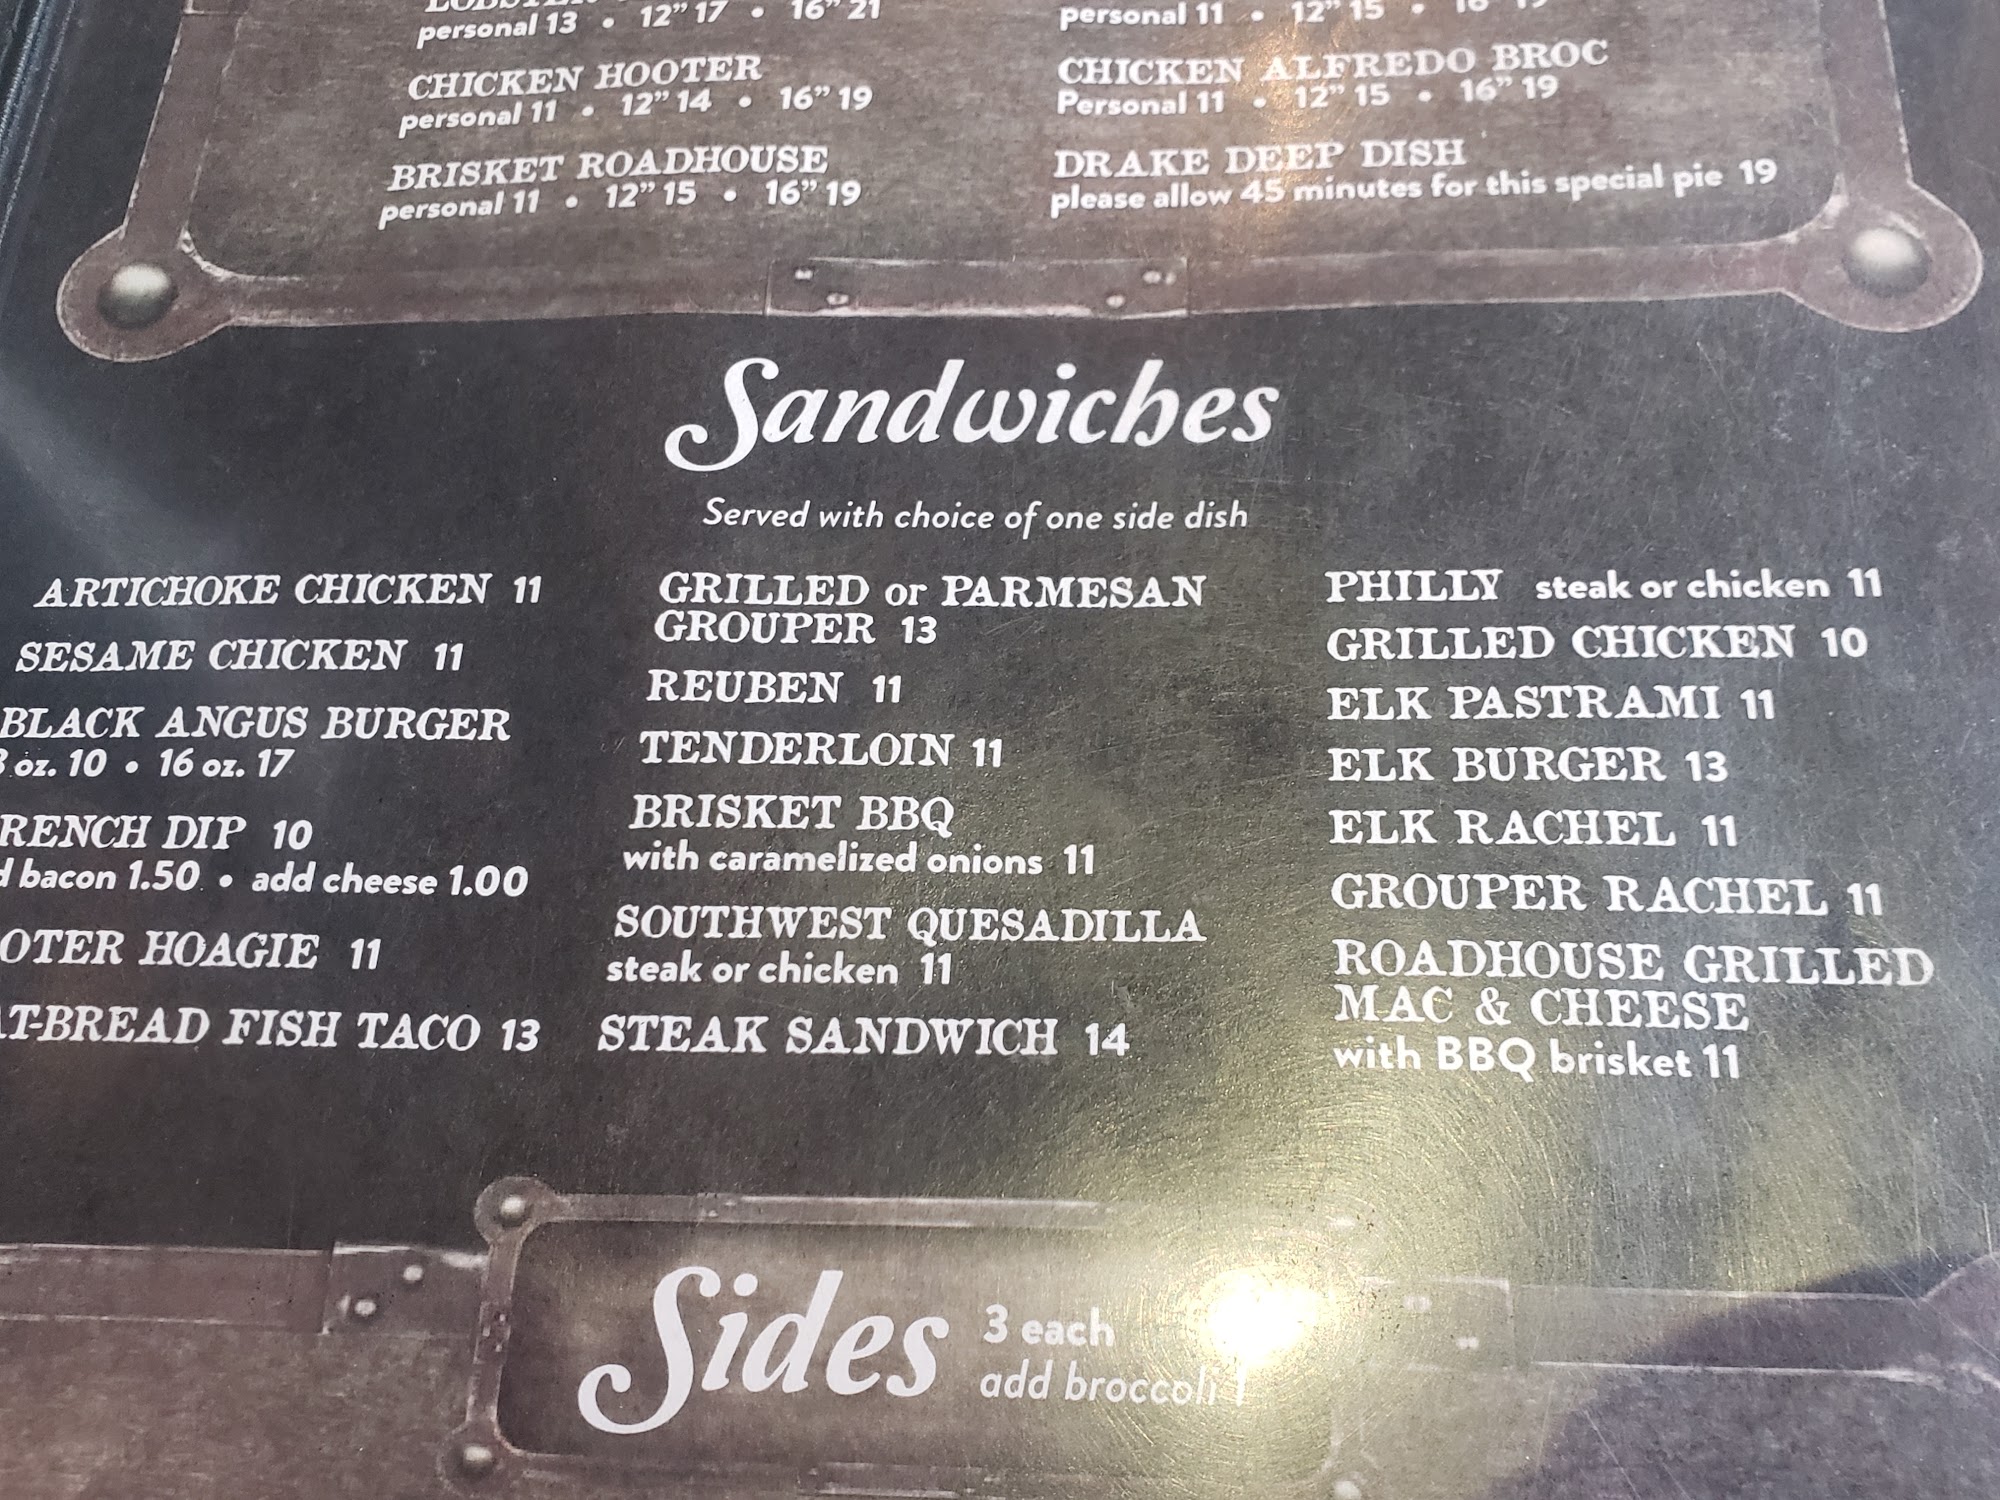 personal 13 • 12” 17 • 16” 21
CHICKEN HOOTER
personal 11 • 12” 14 • 16” 19
BRISKET ROADHOUSE
personal 11 • 12” 15 • 16” 19
personal 11 • 12” 15 •
CHICKEN ALFREDO BROC
Personal 11 • 12” 15 • 16” 19
DRAKE DEEP DISH
please allow 45 minutes for this special pie 19
Sandwiches
Served with choice of one side dish
ARTICHOKE CHICKEN 11
SESAME CHICKEN 11
BLACK ANGUS BURGER
oz. 10 • 16 oz. 17
RENCH DIP 10
d bacon 1.50 • add cheese 1.00
OTER HOAGIE 11
AT-BREAD FISH TACO 13
GRILLED or PARMESAN
GROUPER 13
REUBEN 11
TENDERLOIN 11
BRISKET BBQ
with caramelized onions 11
SOUTHWEST QUESADILLA
steak or chicken 11
STEAK SANDWICH 14
PHILLY steak or chicken 11
GRILLED CHICKEN 10
ELK PASTRAMI 11
ELK BURGER 13
ELK RACHEL 11
GROUPER RACHEL 11
ROADHOUSE GRILLED
MAC & CHEESE
with BBQ brisket 11
Sides
3 each
add broccoli